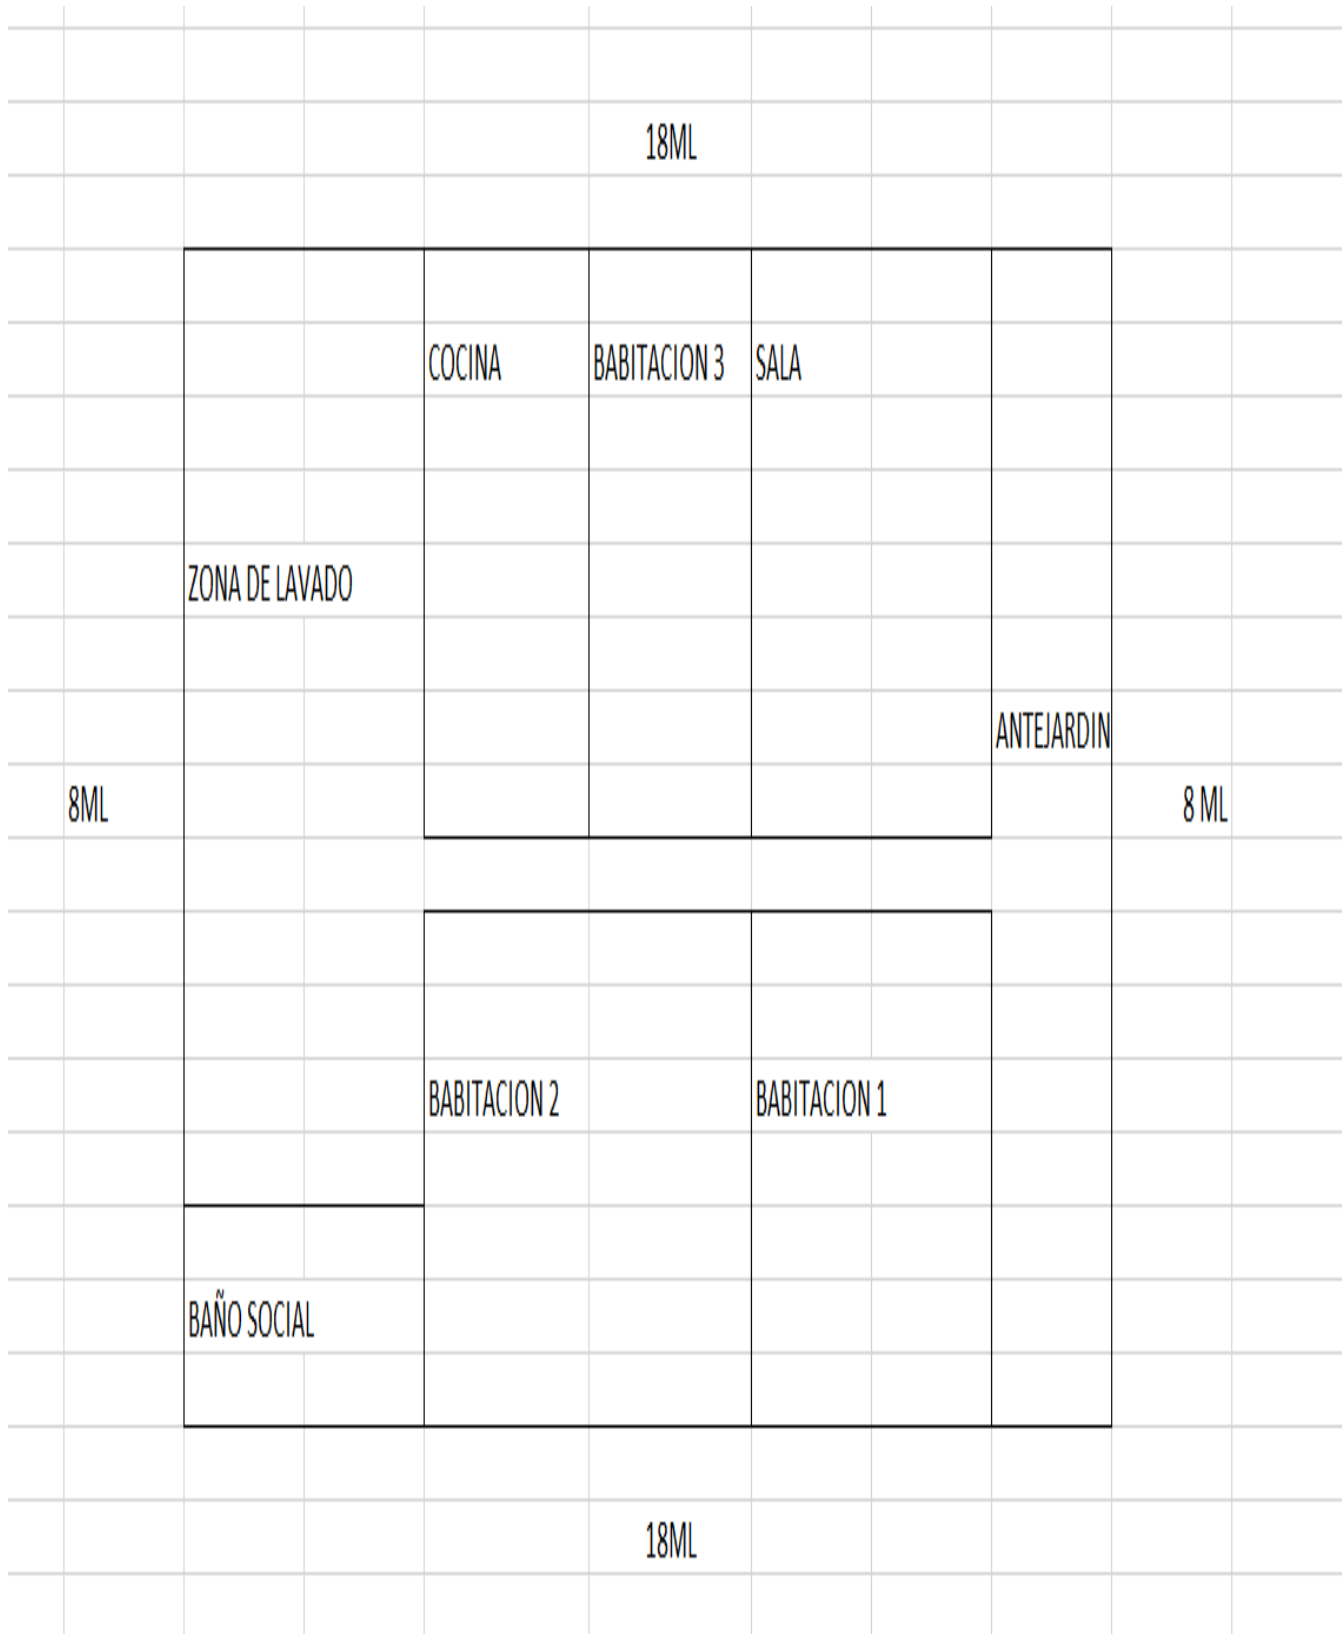 18ML
COCINA
BABITACION 3
SALA
ZONA DE LAVADO
ANTEJARDIN
8ML
8 ML
BABITACION 2
BABITACION 1
BAÑO SOCIAL
18ML